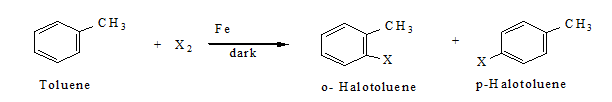 CH3 Fe CH3 CH3
+ X2 dark X + X
Toluene o- Halotoluene p-Halotoluene